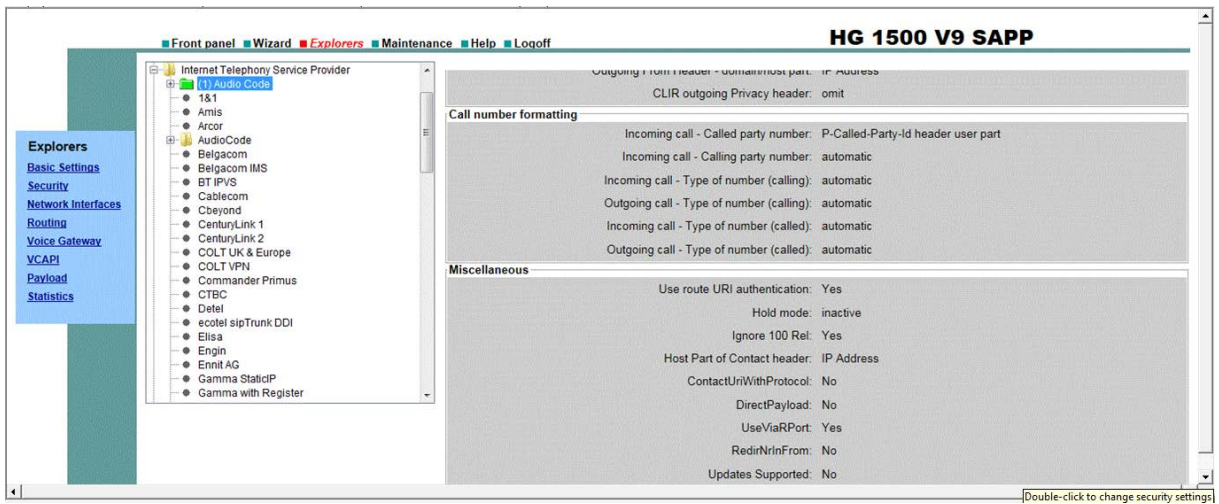 HG 1500 V9 SAPP
Front panel Wizard Explorers Maintenance Help Logoff
Explorers
Basic Settings
Security
Network Interfaces
Routing
Voice Gateway
VCAPI
Payload
Statistics
Internet Telephony Service Provider
(1) Audio Code
1&1
Amis
Arcor
AudioCode
Belgacom
Belgacom IMS
BT IPVS
Cablecom
Cbeyond
CenturyLink 1
CenturyLink 2
COLT UK & Europe
COLT VPN
Commander Primus
CTBC
Detel
ecotel sipTrunk DDI
Elisa
Engin
Ennit AG
Gamma StaticIP
Gamma with Register
Outgoing From Header - domain/host part: IP Address
CLIR outgoing Privacy header: omit
Call number formatting
Incoming call - Called party number: P-Called-Party-Id header user part
Incoming call - Calling party number: automatic
Incoming call - Type of number (calling): automatic
Outgoing call - Type of number (calling): automatic
Incoming call - Type of number (called): automatic
Outgoing call - Type of number (called): automatic
Miscellaneous
Use route URI authentication: Yes
Hold mode: inactive
Ignore 100 Rel: Yes
Host Part of Contact header: IP Address
ContactUriWithProtocol: No
DirectPayload: No
UseViaRPort: Yes
RedirNrInFrom: No
Updates Supported: No
Double-click to change security settings